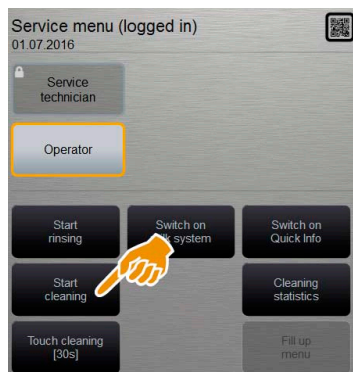 Service menu (logged in)
01.07.2016
Service
technician
Operator
Start
rinsing
Switch on
system
Switch on
Quick Info
Start
cleaning
Cleaning
statistics
Touch cleaning
[30s]
Fill up
menu